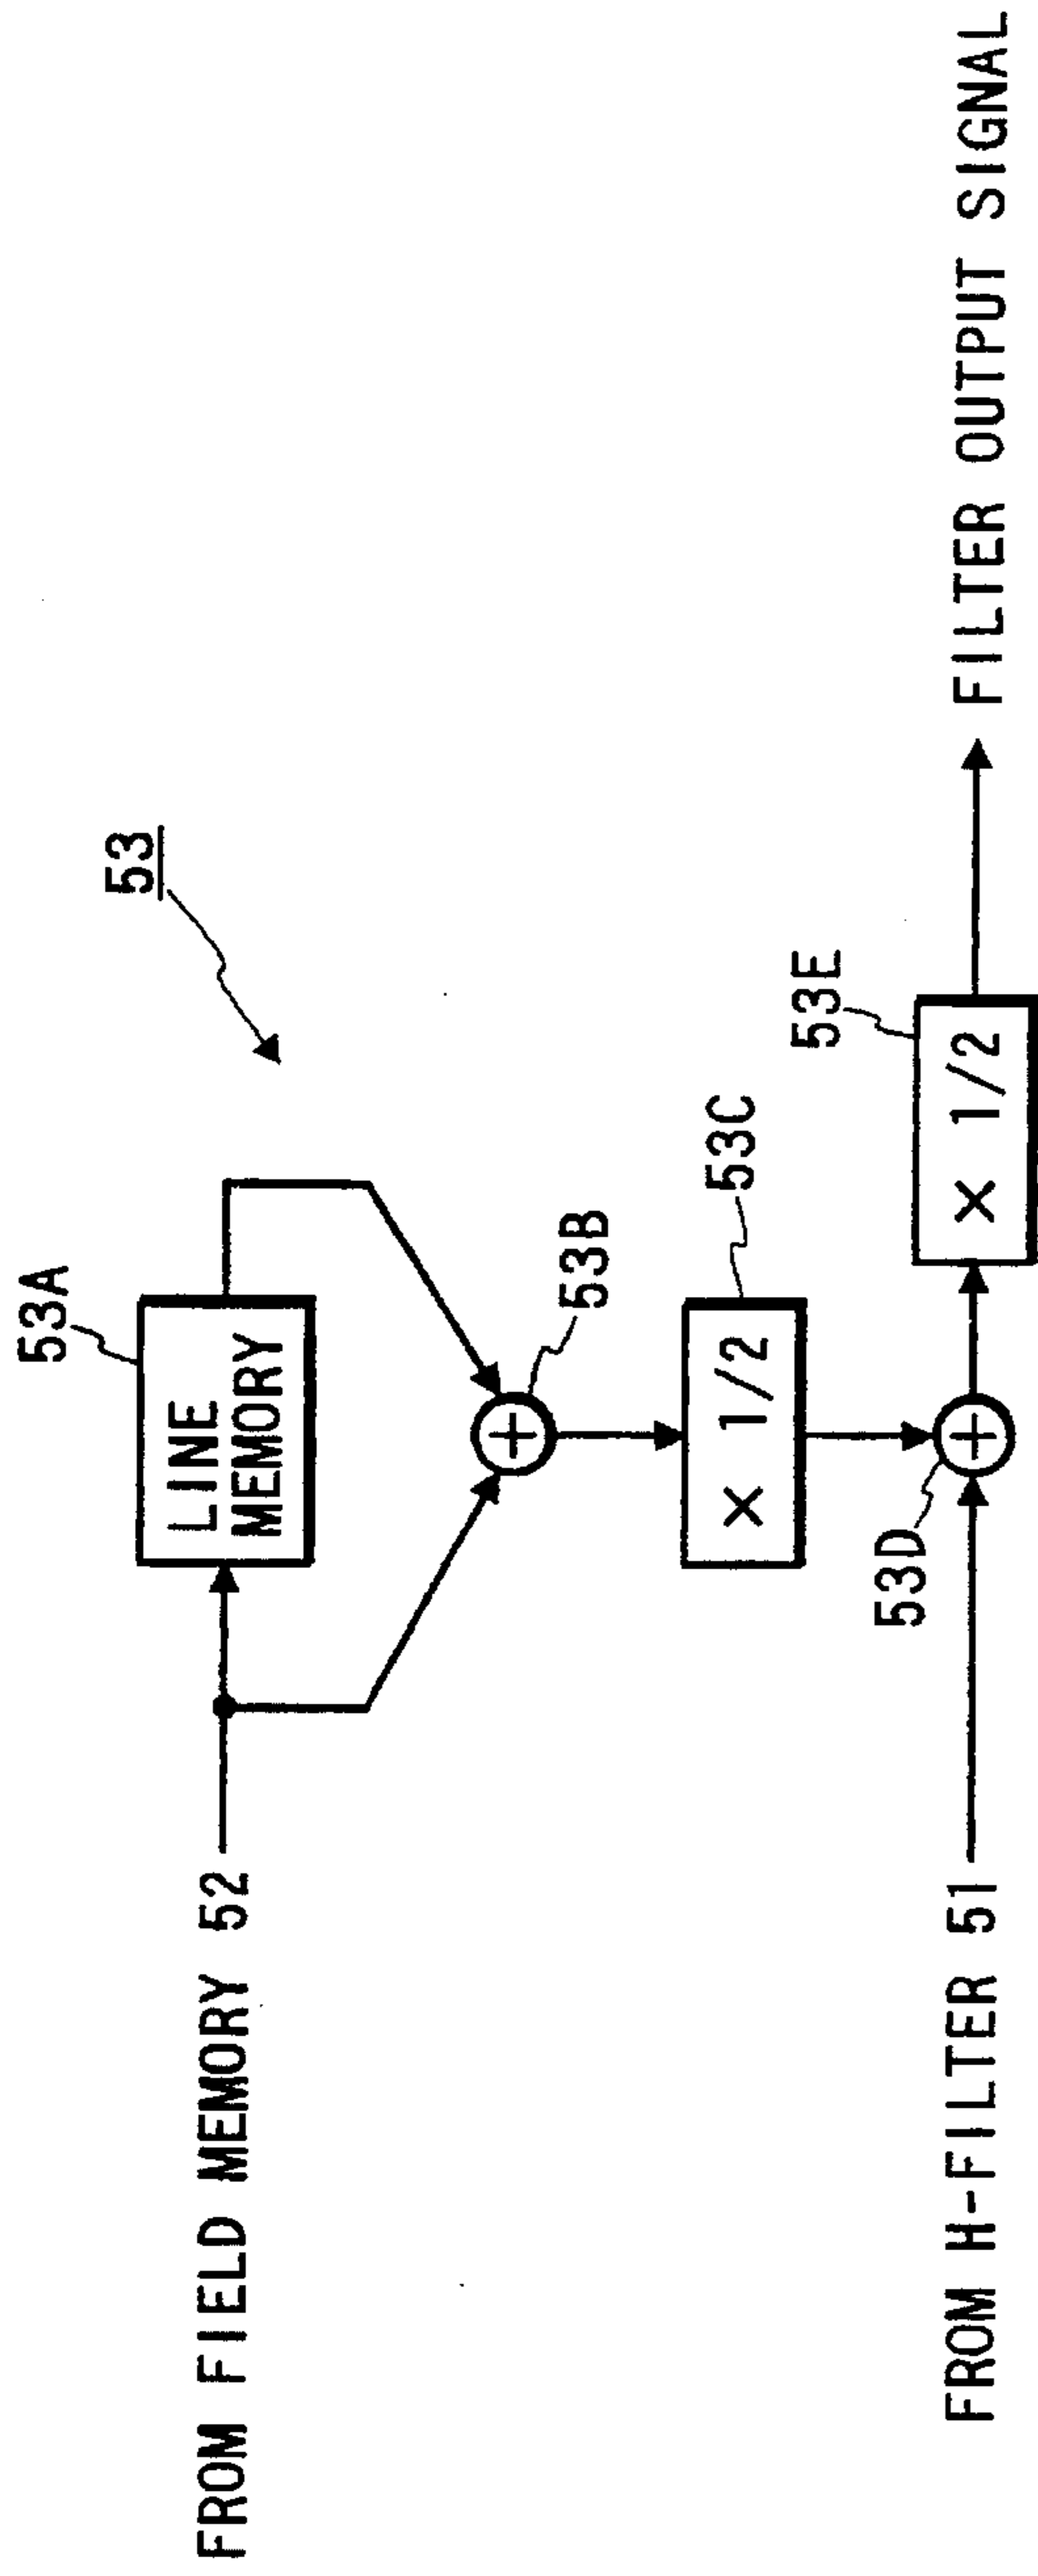 53
53A
LINE
MEMORY
FROM FIELD MEMORY 52
+
53B
× 1/2
53C
53D
+
× 1/2
53E
FROM H-FILTER 51
FILTER OUTPUT SIGNAL